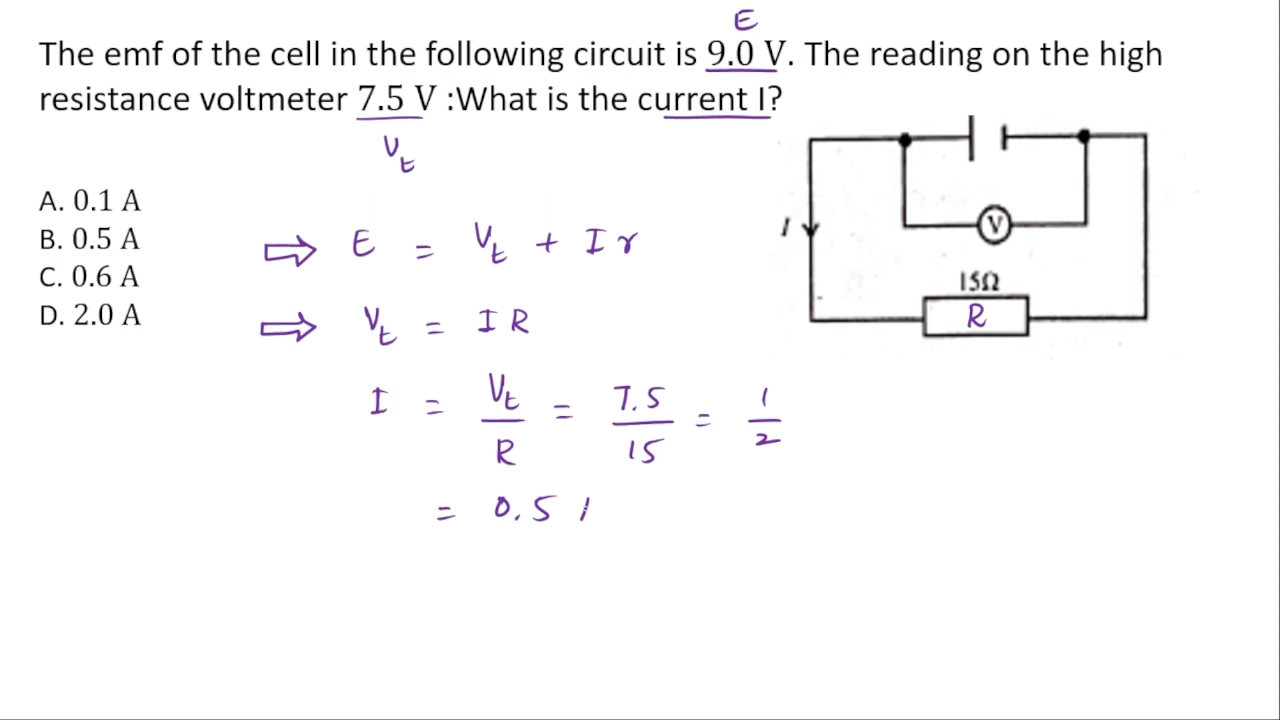 E
The emf of the cell in the following circuit is 9.0 V. The reading on the high
resistance voltmeter 7.5 V :What is the current I?
Vt
A. 0.1 A
B. 0.5 A
C. 0.6 A
D. 2.0 A
⇒ E = Vt + I r
⇒ Vt = I R
I = Vt/R = 7.5/15 = 1/2
= 0.5
I
V
15Ω
R